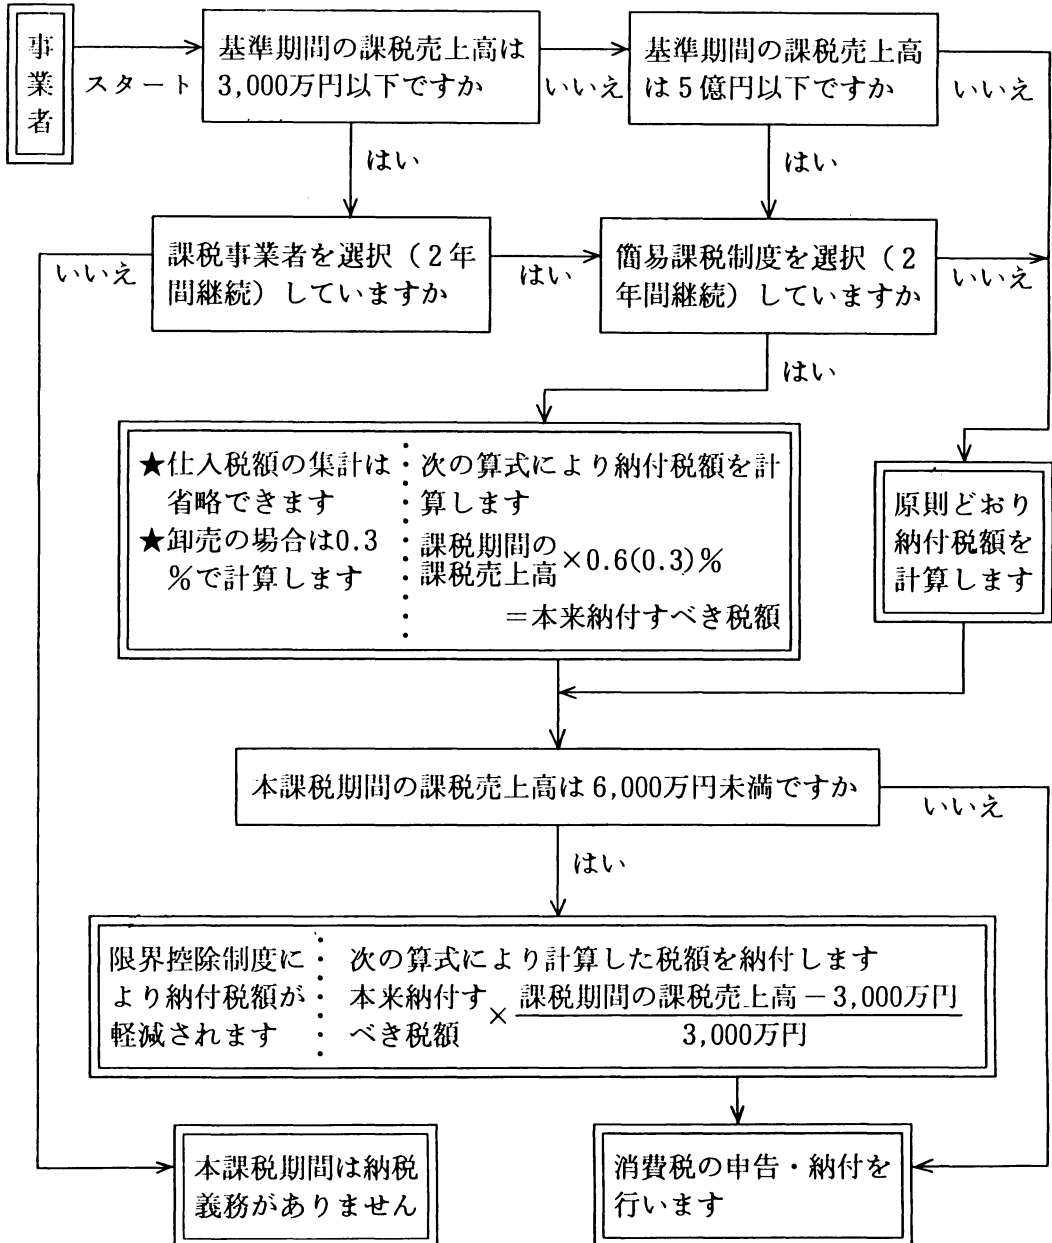 事業者
スタート
基準期間の課税売上高は
3,000万円以下ですか
いいえ
基準期間の課税売上高
は5億円以下ですか
いいえ
はい
はい
いいえ
課税事業者を選択（2年
間継続）していますか
はい
簡易課税制度を選択（2
年間継続）していますか
いいえ
はい
★仕入税額の集計は
省略できます
★卸売の場合は0.3
％で計算します
次の算式により納付税額を計
算します
課税期間の
課税売上高×0.6(0.3)％
＝本来納付すべき税額
原則どおり
納付税額を
計算します
本課税期間の課税売上高は6,000万円未満ですか
いいえ
はい
限界控除制度に
より納付税額が
軽減されます
次の算式により計算した税額を納付します
本来納付す
べき税額
×
課税期間の課税売上高－3,000万円
3,000万円
本課税期間は納税
義務がありません
消費税の申告・納付を
行います